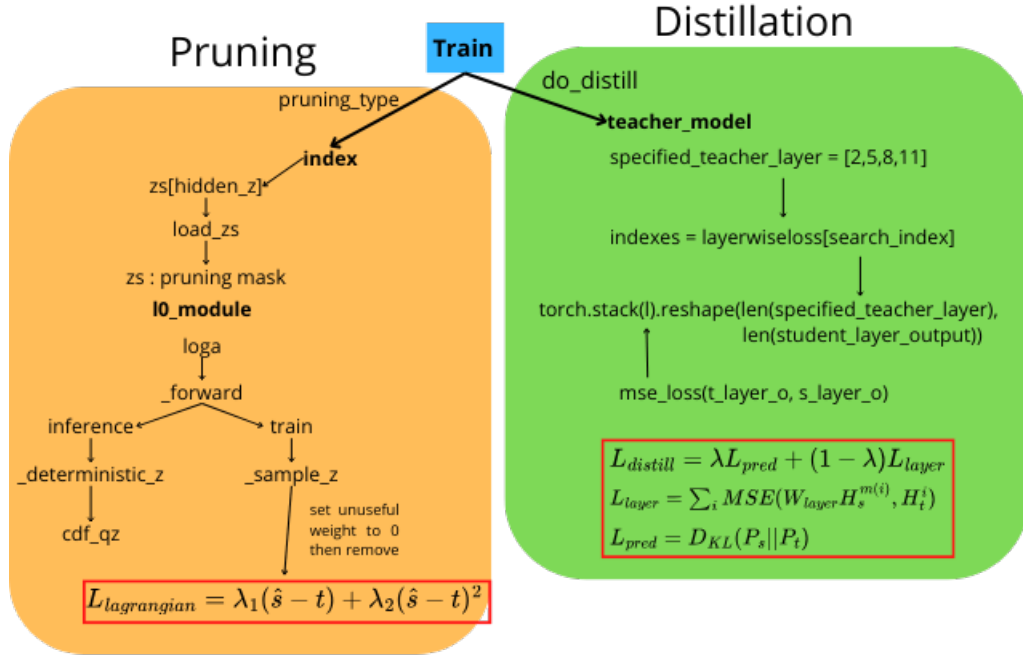 Pruning
Train
Distillation
pruning_type
index
zs[hidden_z]
load_zs
zs : pruning mask
l0_module
loga
_forward
inference
train
_deterministic_z
_sample_z
cdf_qz
set unuseful
weight to 0
then remove
L_{lagrangian} = λ_1(ŝ − t) + λ_2(ŝ − t)^2
do_distill
teacher_model
specified_teacher_layer = [2,5,8,11]
indexes = layerwiseloss[search_index]
torch.stack(l).reshape(len(specified_teacher_layer),
len(student_layer_output))
mse_loss(t_layer_o, s_layer_o)
L_{distill} = λL_{pred} + (1 − λ)L_{layer}
L_{layer} = ∑_i MSE(W_{layer}H_s^{m(i)}, H_t^i)
L_{pred} = D_{KL}(P_s||P_t)